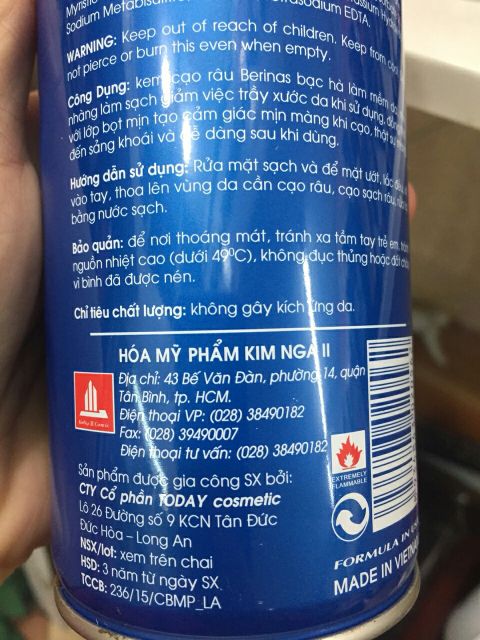 Sodium Metabisulfite, Tetrasodium EDTA.
WARNING: Keep out of reach of children. Keep from
not pierce or burn this even when empty.
Công Dụng: kem cạo râu Berinas bạc hà làm mềm
nhàng làm sạch giảm việc trầy xước da khi sử dụng,
với lớp bọt mịn tạo cảm giác mịn màng khi cạo,
đến sảng khoái và dễ dàng sau khi dùng.
Hướng dẫn sử dụng: Rửa mặt sạch và để mặt ướt, lắc
vào tay, thoa lên vùng da cần cạo râu, cạo sạch râu,
bằng nước sạch.
Bảo quản: để nơi thoáng mát, tránh xa tầm tay trẻ em,
nguồn nhiệt cao (dưới 49⁰C), không đục thủng hoặc đốt
vì bình đã được nén.
Chỉ tiêu chất lượng: không gây kích ứng da.
HÓA MỸ PHẨM KIM NGA II
Địa chỉ: 43 Bế Văn Đàn, phường 14, quận
Tân Bình, tp. HCM.
Điện thoại VP: (028) 38490182
Fax: (028) 39490007
Điện thoại tư vấn: (028) 38490182
EXTREMELY
FLAMMABLE
Sản phẩm được gia công SX bởi:
CTY Cổ phần TODAY cosmetic
Lô 26 Đường số 9 KCN Tân Đức
Đức Hòa – Long An
NSX/lot: xem trên chai
HSD: 3 năm từ ngày SX
TCCB: 236/15/CBMP_LA
FORMULA IN
MADE IN VIETNAM